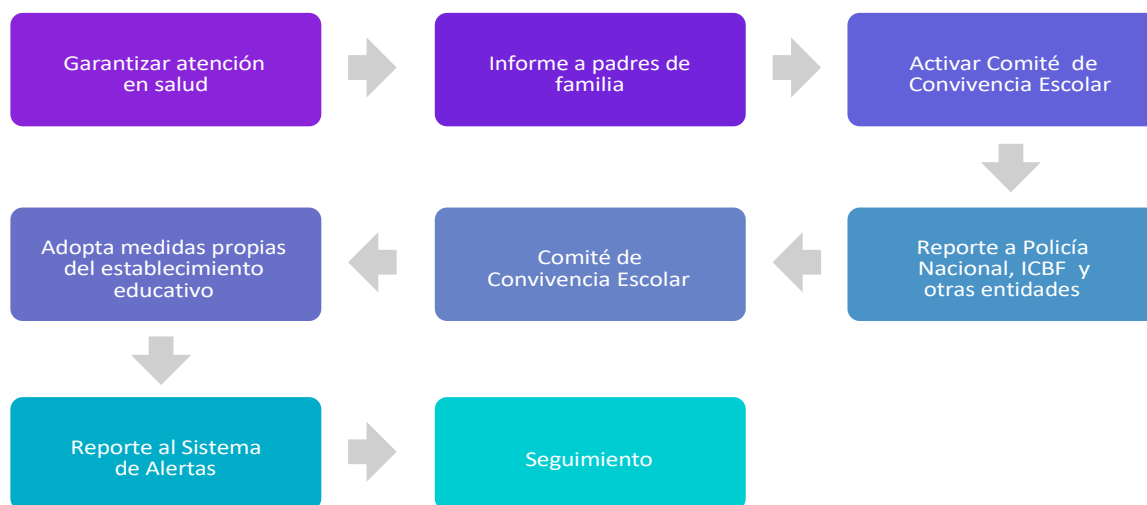 Garantizar atención
en salud
Informe a padres de
familia
Activar Comité de
Convivencia Escolar
Reporte a Policía
Nacional, ICBF y
otras entidades
Comité de
Convivencia Escolar
Adopta medidas propias
del establecimiento
educativo
Reporte al Sistema
de Alertas
Seguimiento